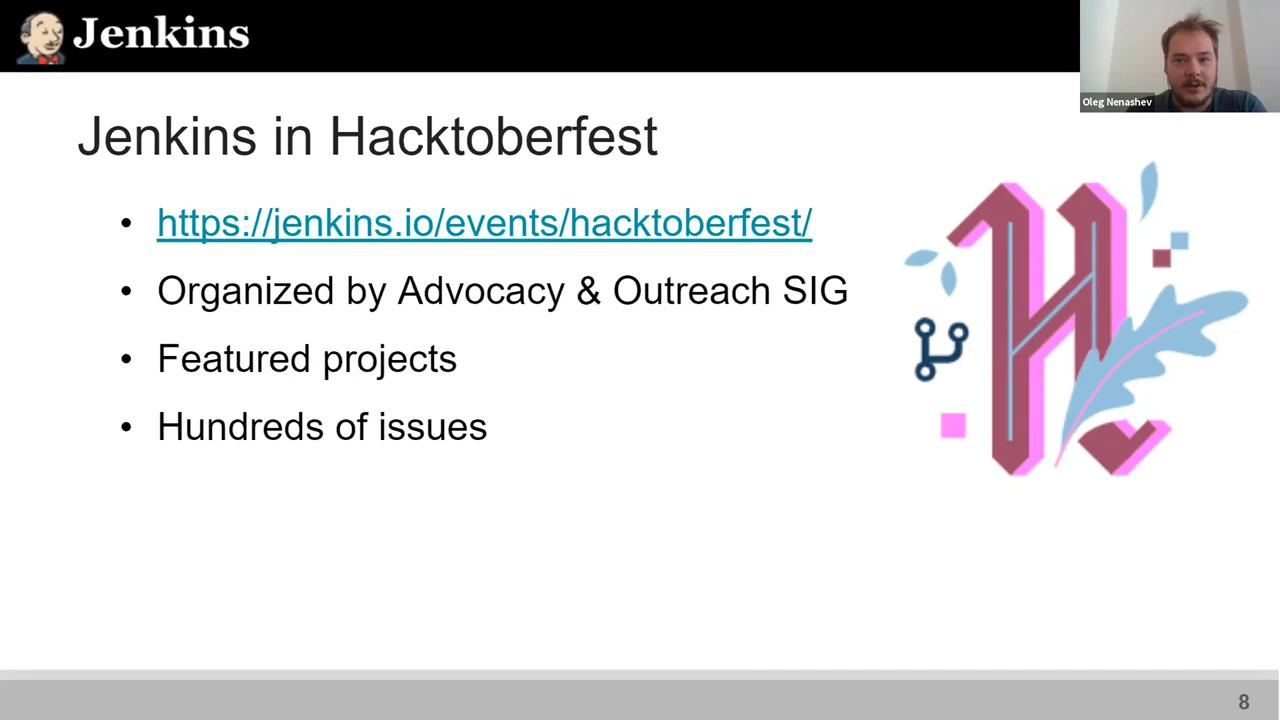 Jenkins
Oleg Nenashev
Jenkins in Hacktoberfest
• https://jenkins.io/events/hacktoberfest/
• Organized by Advocacy & Outreach SIG
• Featured projects
• Hundreds of issues
H
8